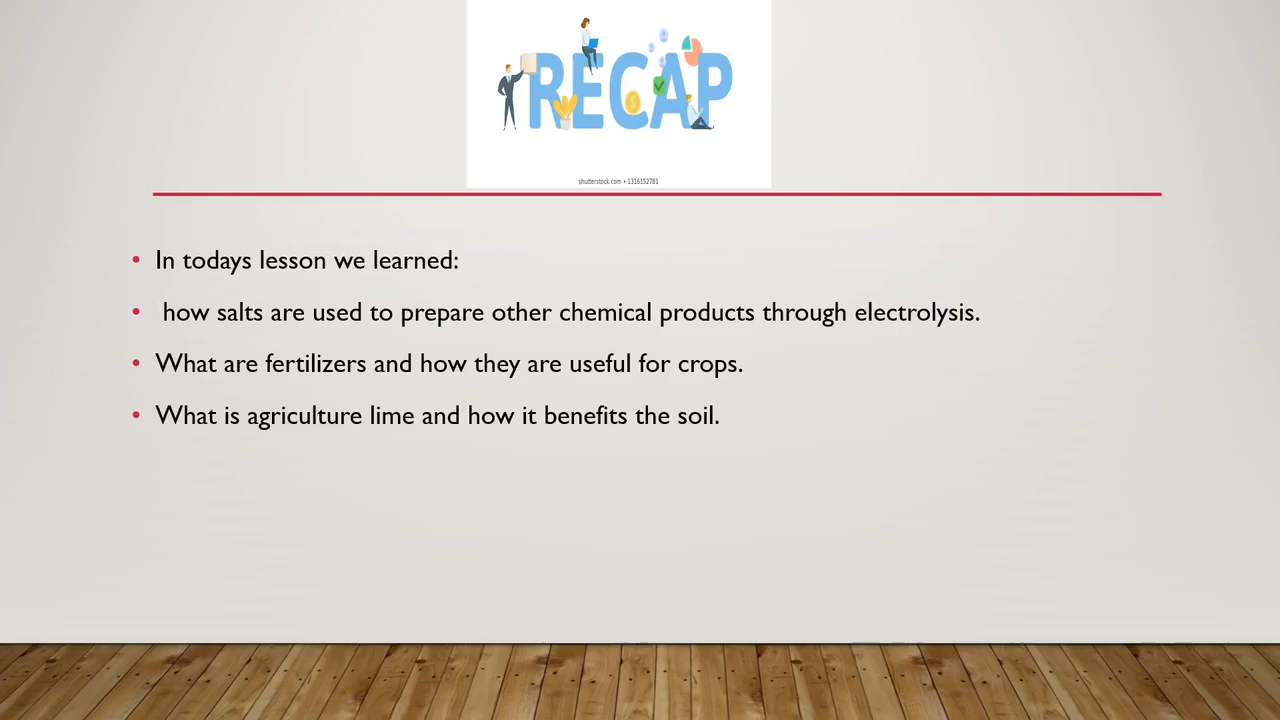 RECAP
shutterstock.com • 1316152781
• In todays lesson we learned:
• how salts are used to prepare other chemical products through electrolysis.
• What are fertilizers and how they are useful for crops.
• What is agriculture lime and how it benefits the soil.